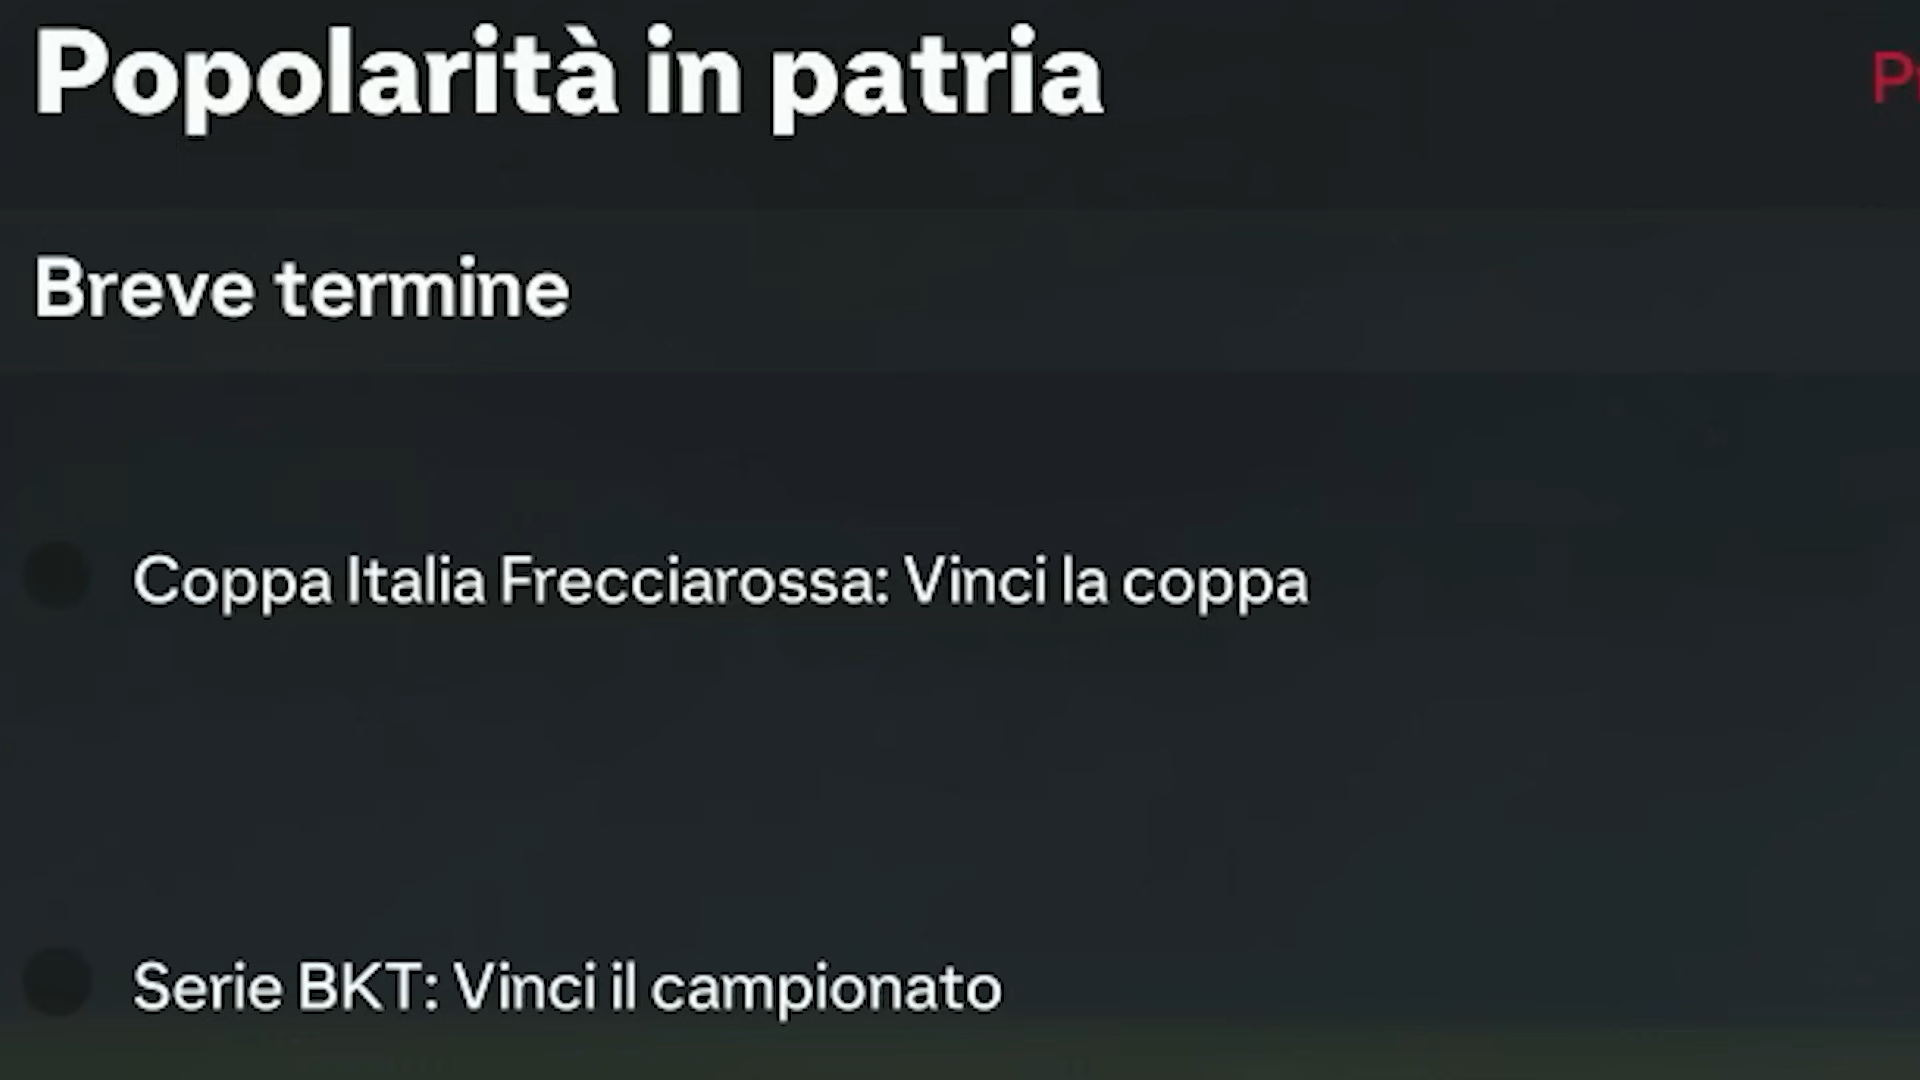 Popolarità in patria
Breve termine
Coppa Italia Frecciarossa: Vinci la coppa
Serie BKT: Vinci il campionato